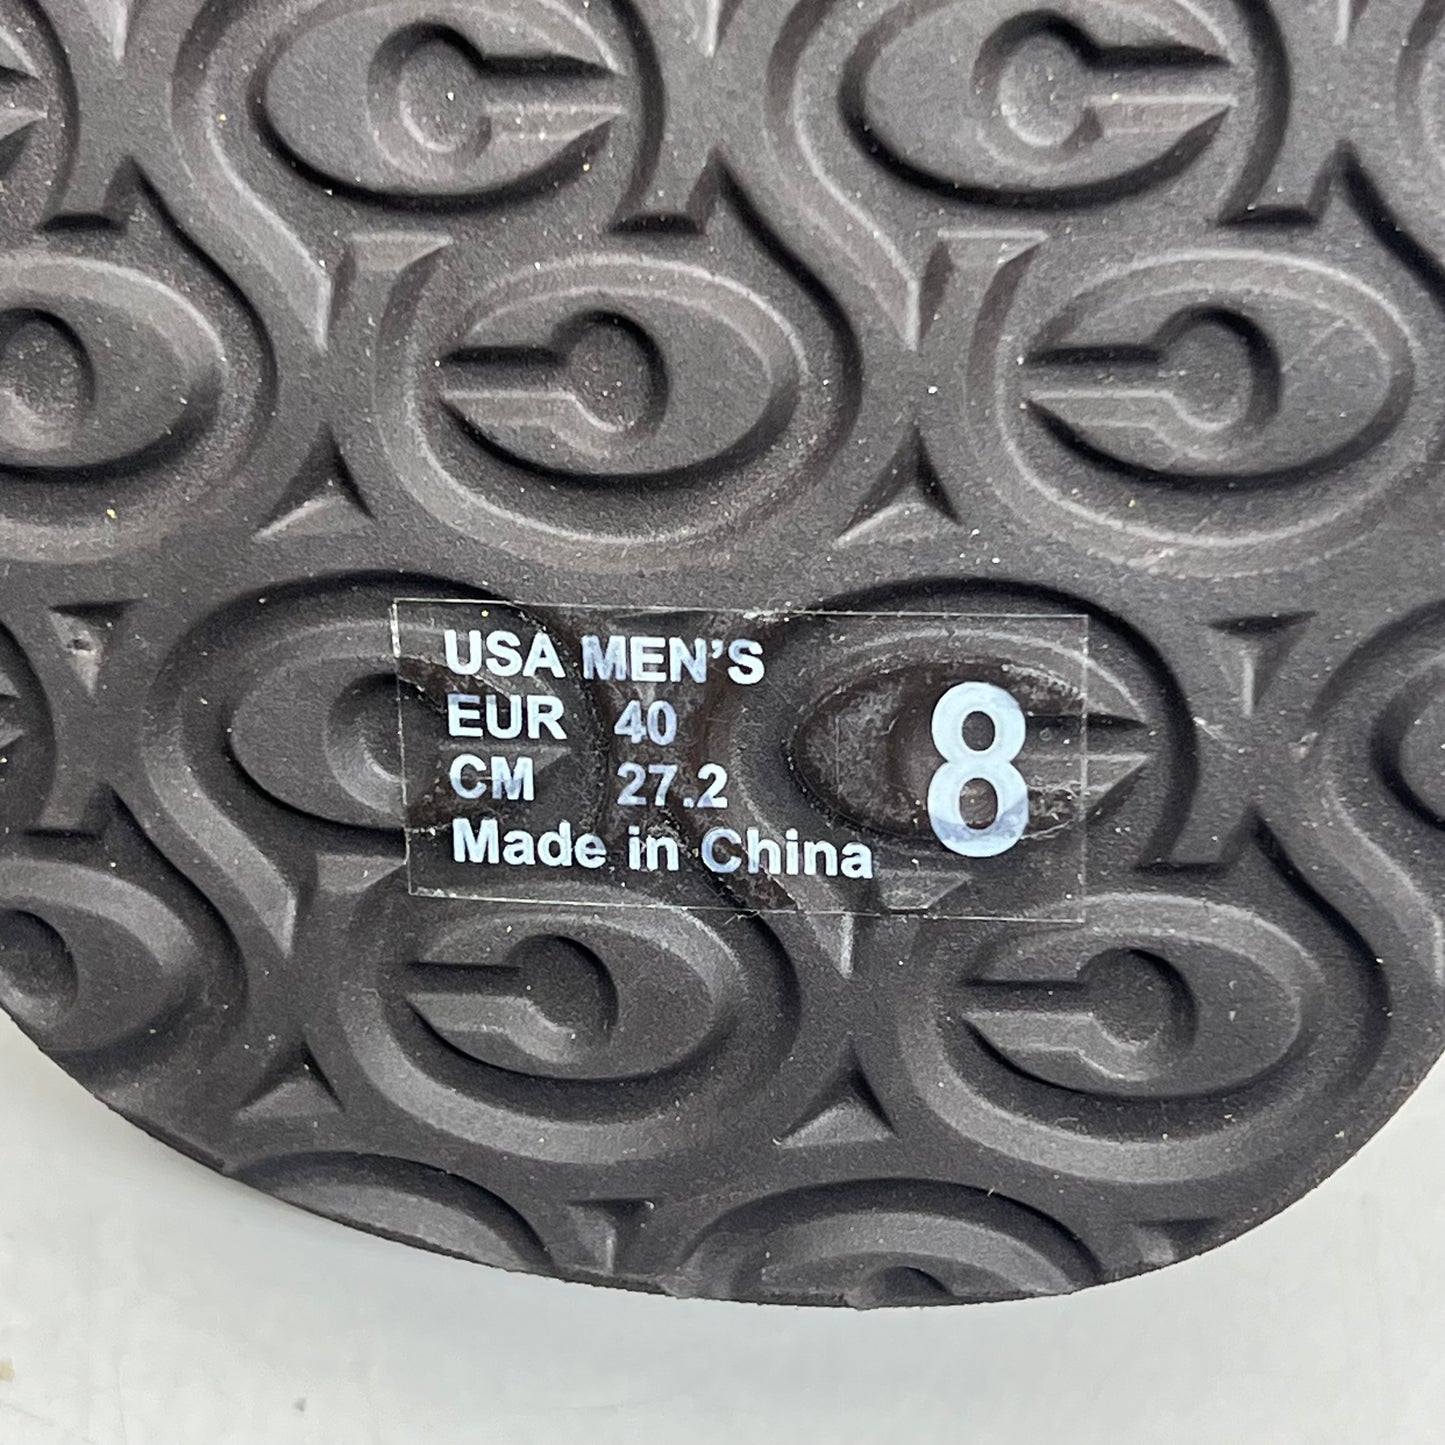 USA MEN'S
EUR 40
CM 27.2
Made in China
8